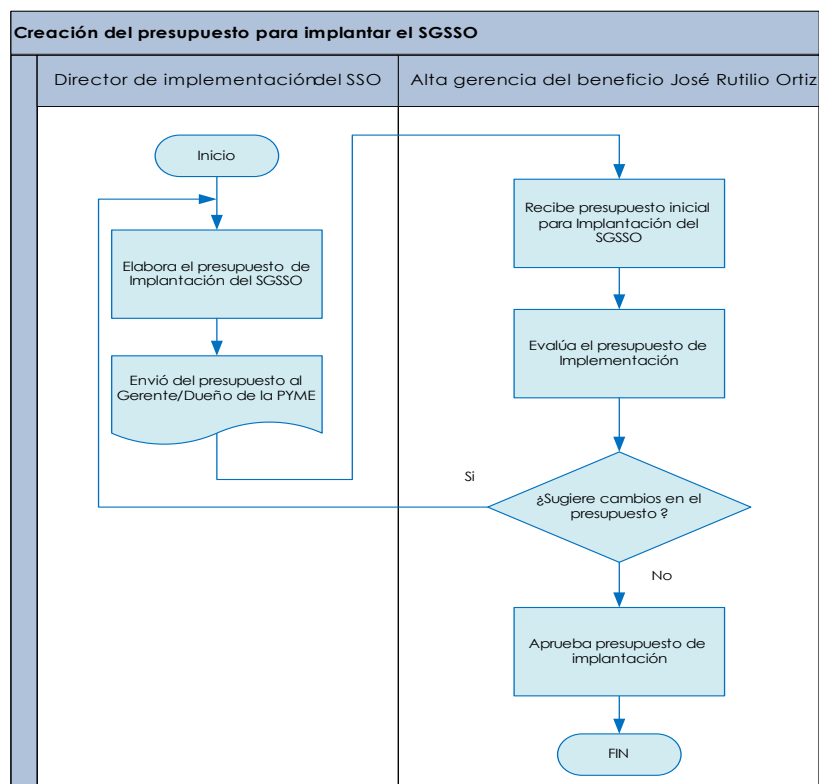 Creación del presupuesto para implantar el SGSSO
Director de implementacióndel SSO
Alta gerencia del beneficio José Rutilio Ortiz
Inicio
Elabora el presupuesto de
Implantación del SGSSO
Envió del presupuesto al
Gerente/Dueño de la PYME
Recibe presupuesto inicial
para Implantación del
SGSSO
Evalúa el presupuesto de
Implementación
Si
¿Sugiere cambios en el
presupuesto ?
No
Aprueba presupuesto de
implantación
FIN